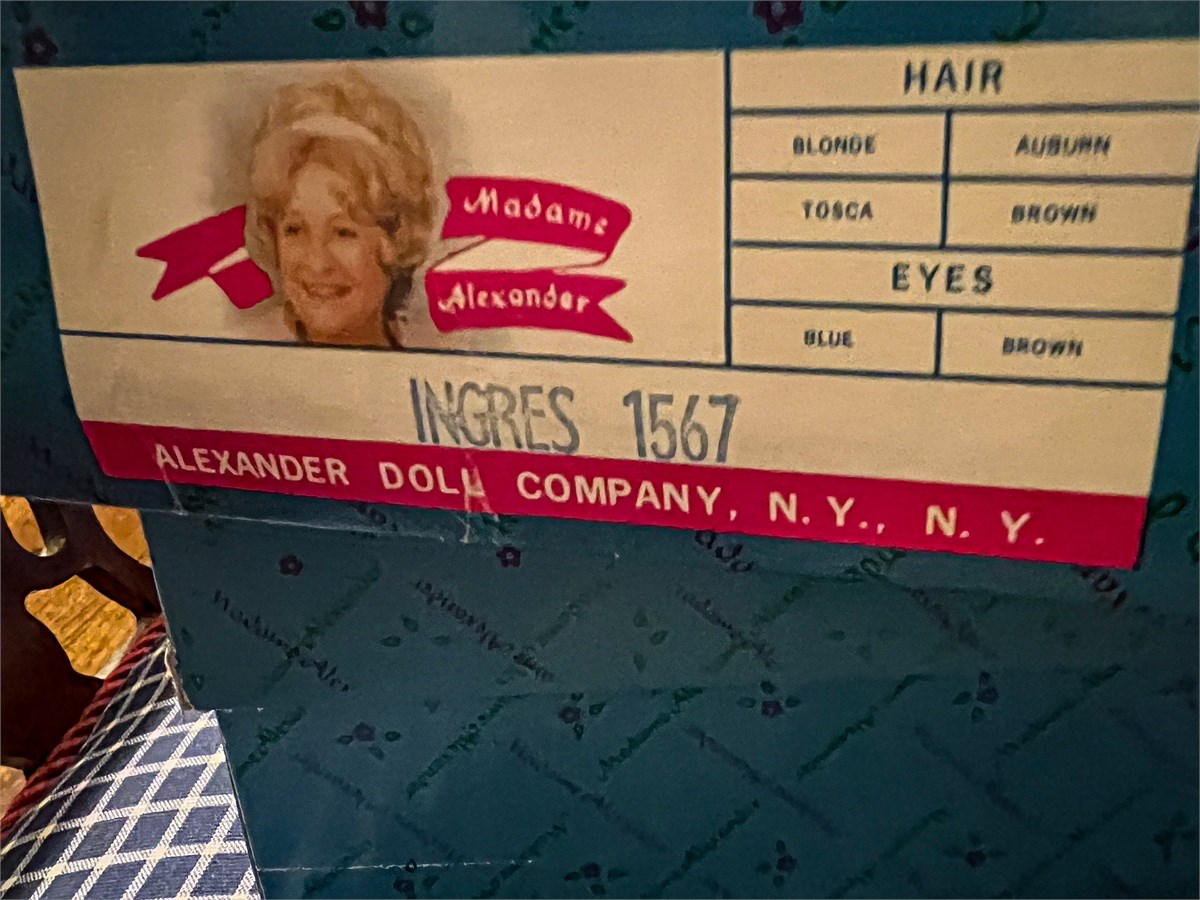 Madame
Alexander
HAIR
BLONDE AUBURN
TOSCA BROWN
EYES
BLUE BROWN
INGRES 1567
ALEXANDER DOLL COMPANY, N.Y., N.Y.